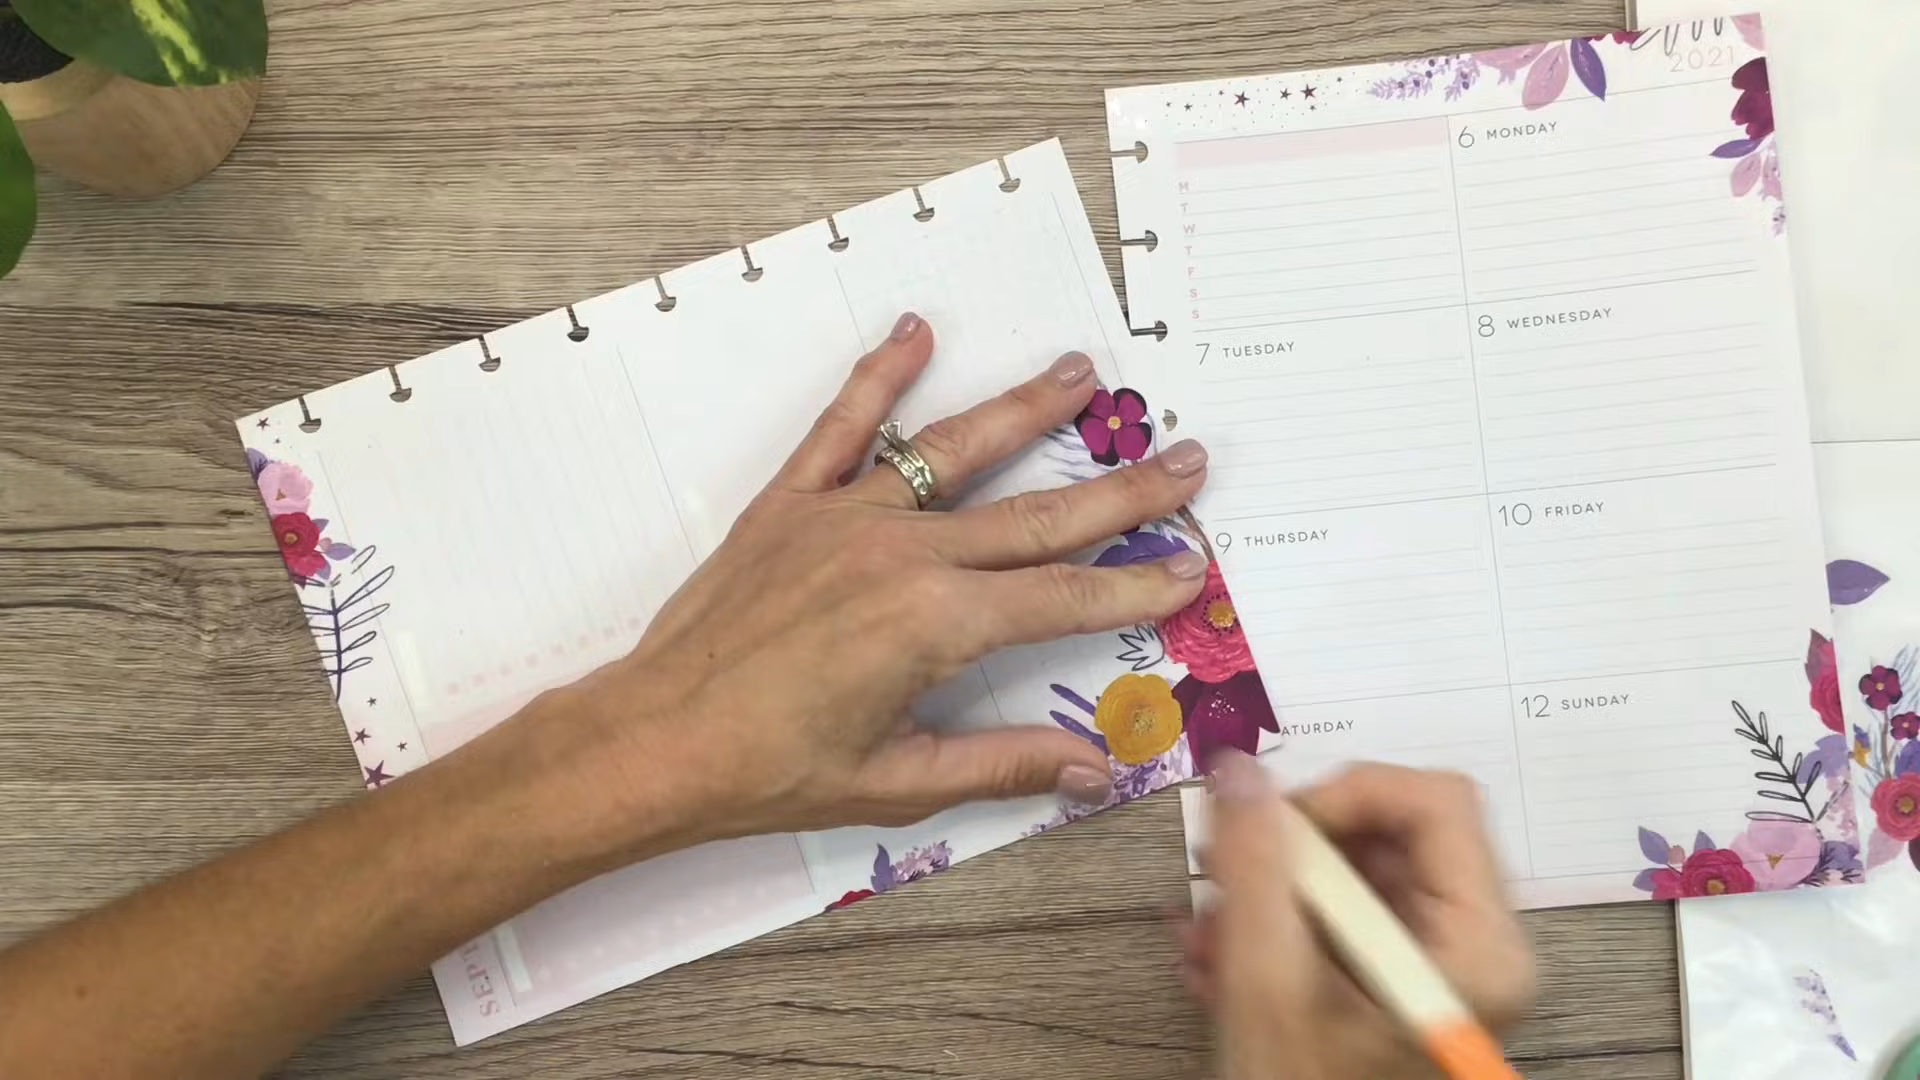 2021
6 MONDAY
M
T
W
T
F
S
S
7 TUESDAY
8 WEDNESDAY
9 THURSDAY
10 FRIDAY
ATURDAY
12 SUNDAY
SEPT